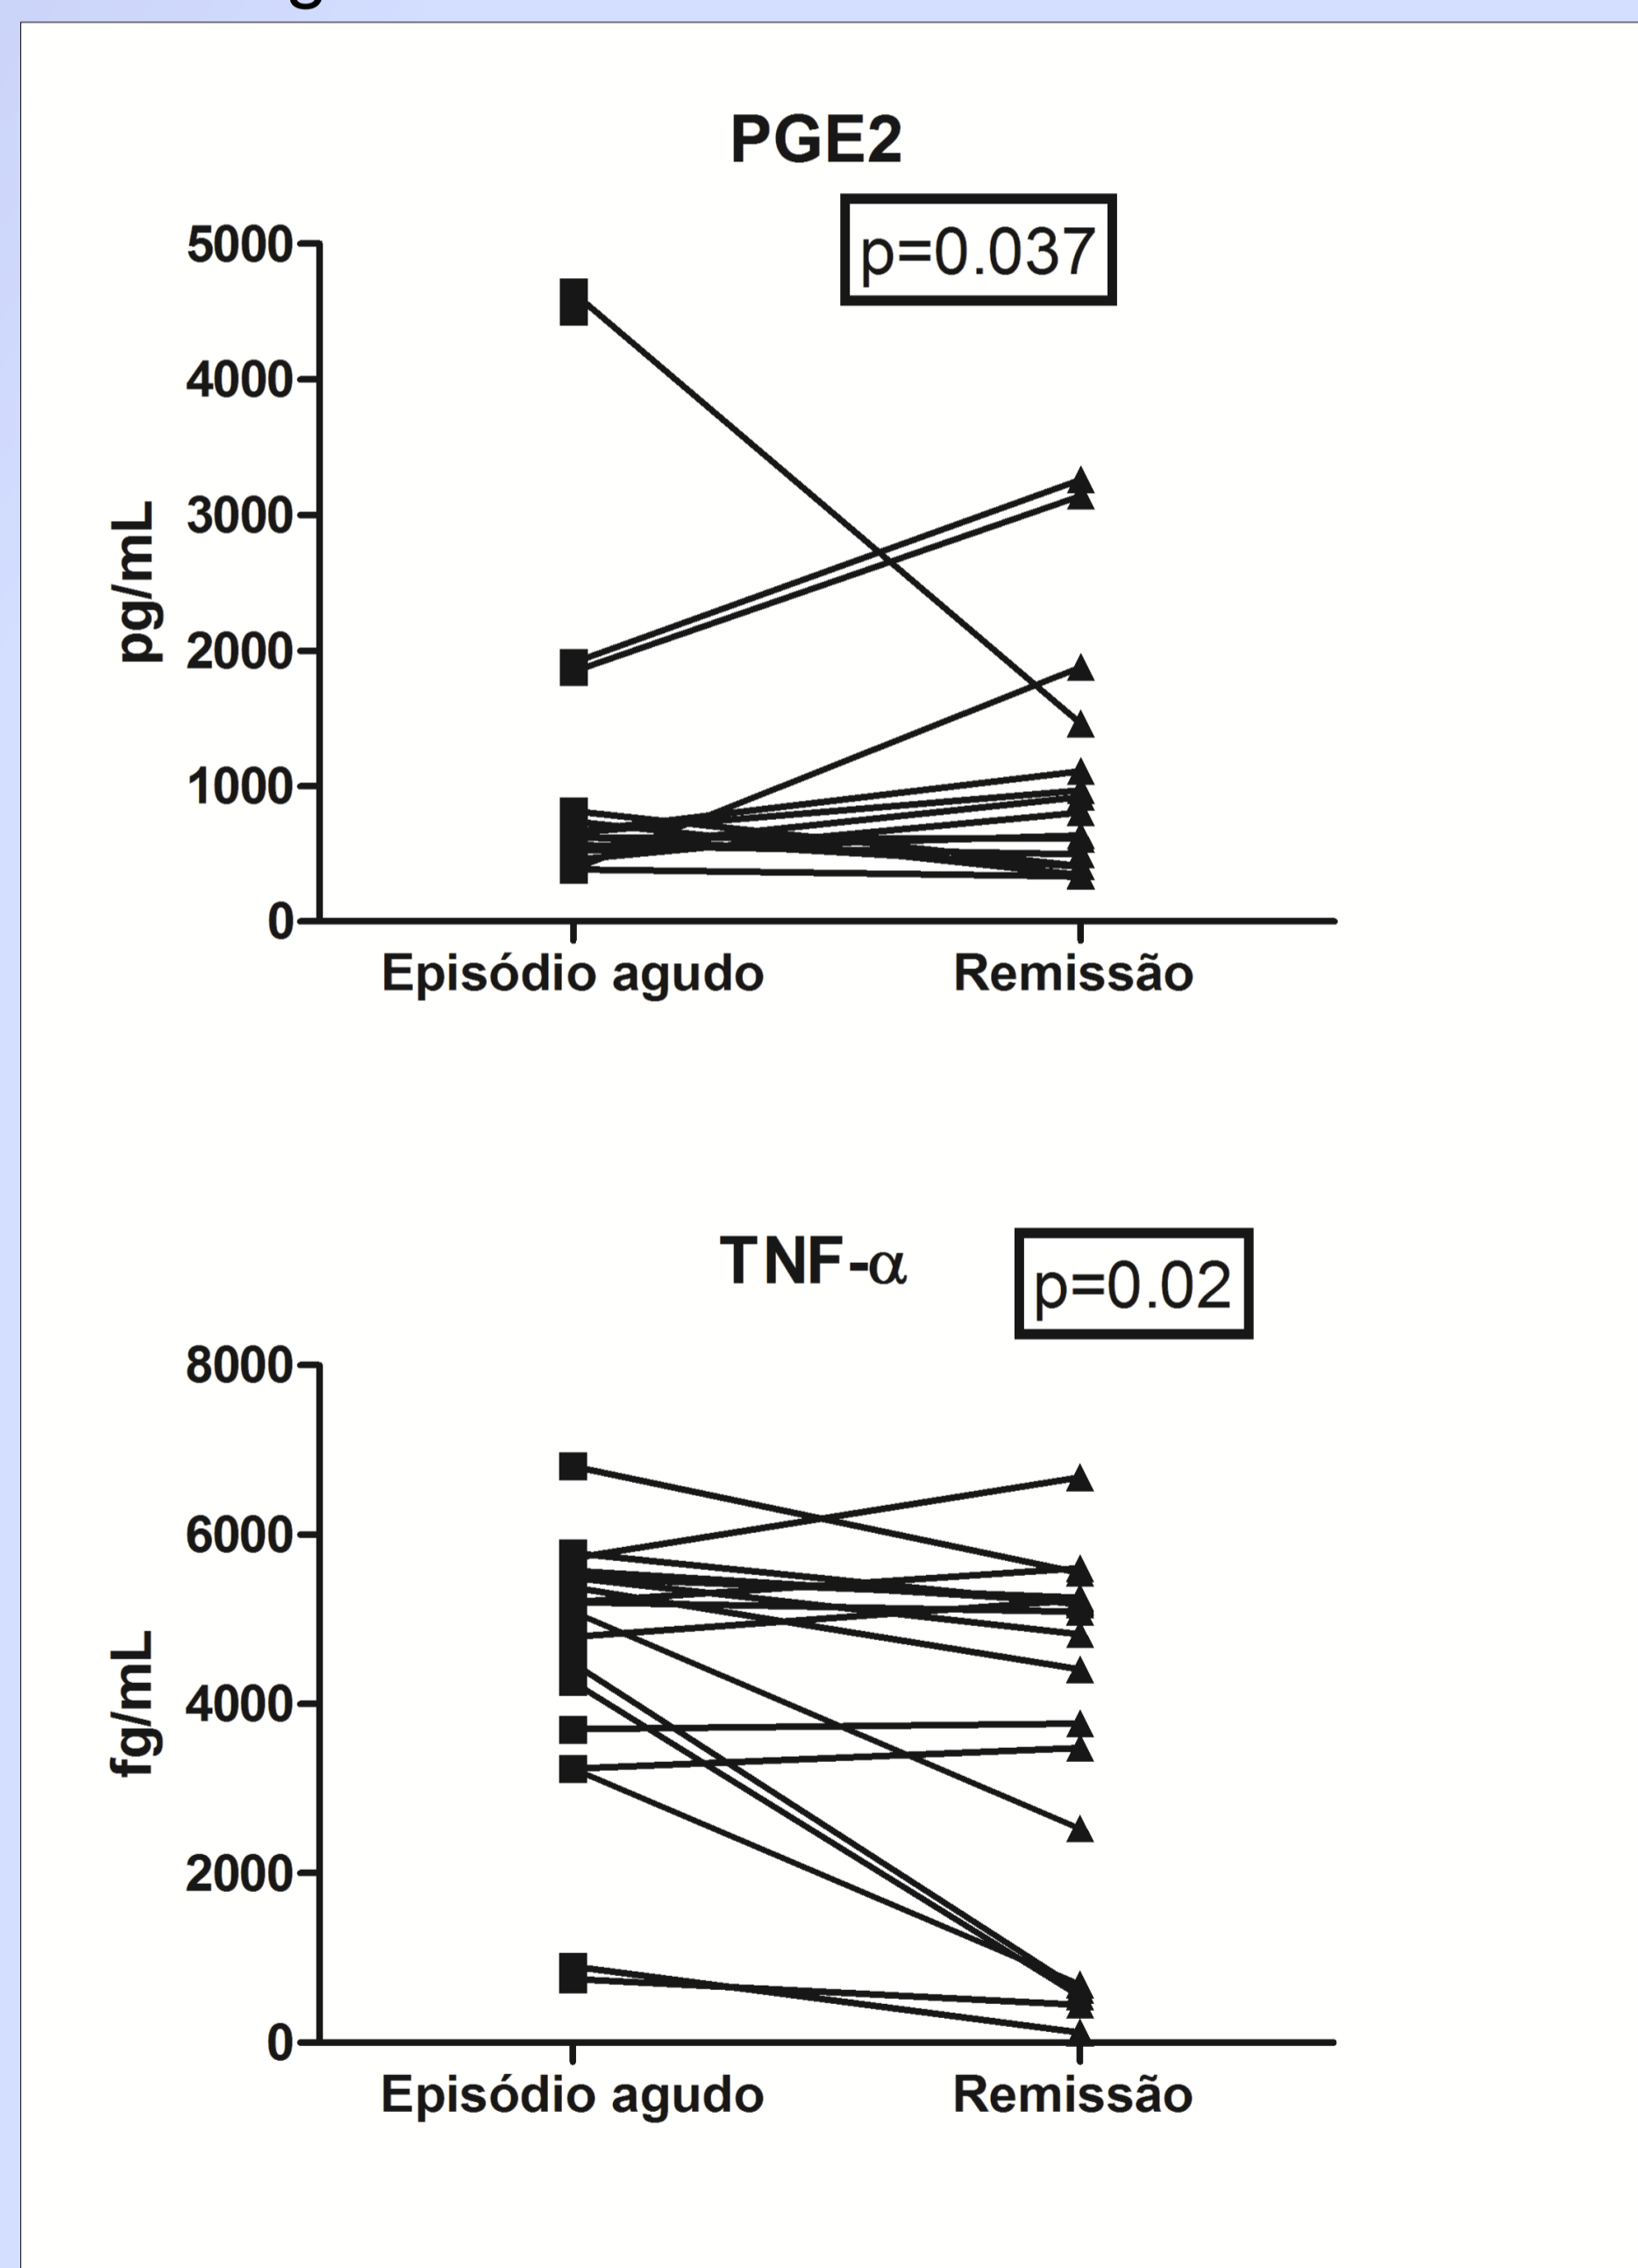 PGE2
p=0.037
5000
4000
3000
2000
1000
0
pg/mL
Episódio agudo
Remissão
TNF-α
p=0.02
8000
6000
4000
2000
0
fg/mL
Episódio agudo
Remissão